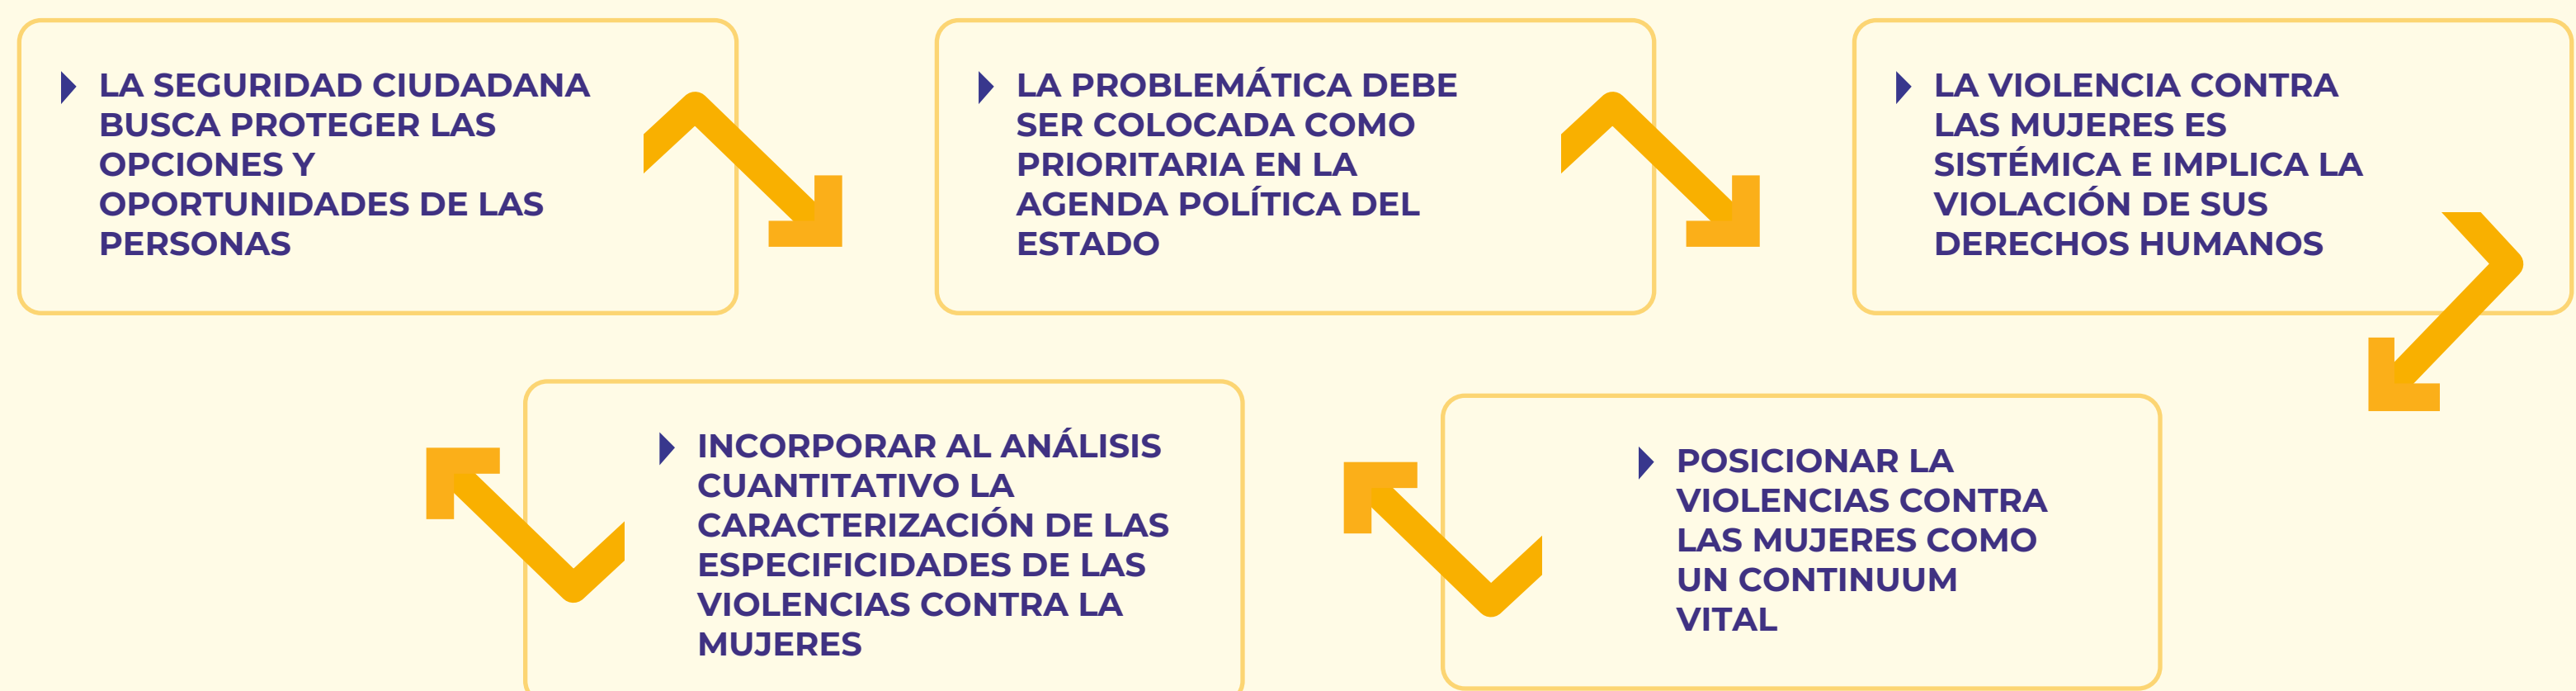 LA SEGURIDAD CIUDADANA
BUSCA PROTEGER LAS
OPCIONES Y
OPORTUNIDADES DE LAS
PERSONAS
LA PROBLEMÁTICA DEBE
SER COLOCADA COMO
PRIORITARIA EN LA
AGENDA POLÍTICA DEL
ESTADO
LA VIOLENCIA CONTRA
LAS MUJERES ES
SISTÉMICA E IMPLICA LA
VIOLACIÓN DE SUS
DERECHOS HUMANOS
POSICIONAR LA
VIOLENCIAS CONTRA
LAS MUJERES COMO
UN CONTINUUM
VITAL
INCORPORAR AL ANÁLISIS
CUANTITATIVO LA
CARACTERIZACIÓN DE LAS
ESPECIFICIDADES DE LAS
VIOLENCIAS CONTRA LA
MUJERES